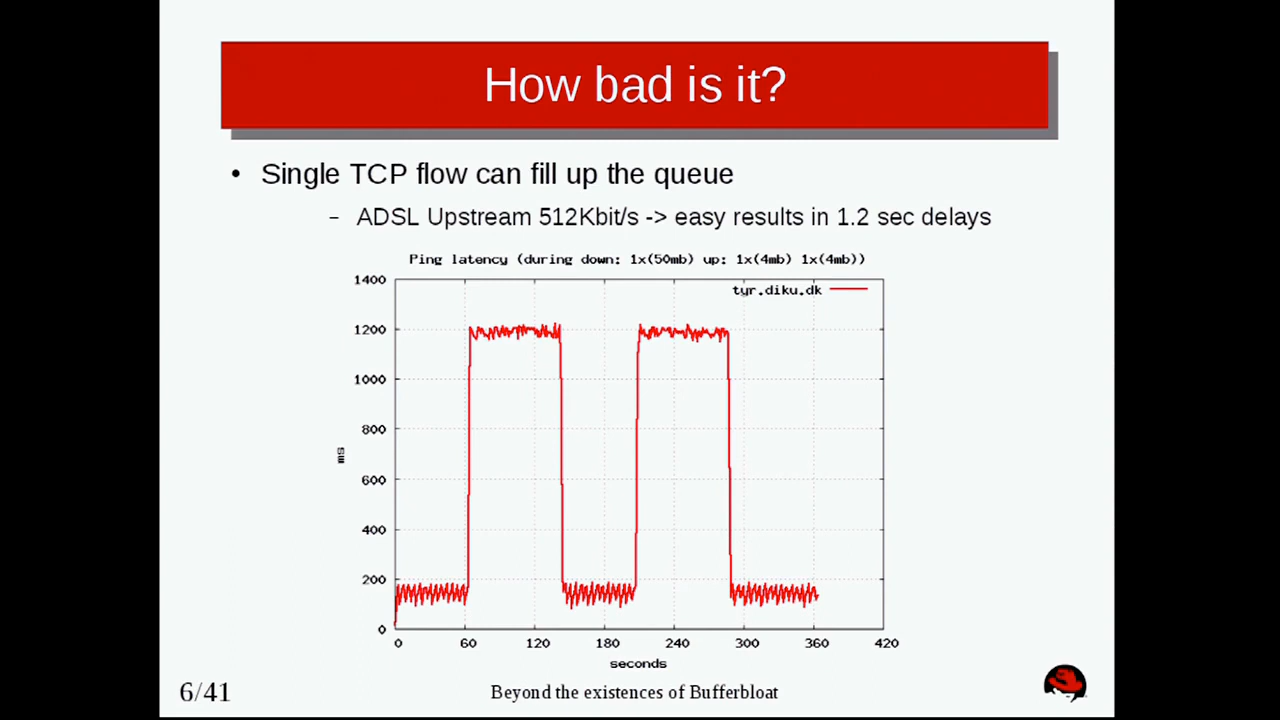 How bad is it?
• Single TCP flow can fill up the queue
– ADSL Upstream 512Kbit/s -> easy results in 1.2 sec delays
Ping latency (during down: 1x(50mb) up: 1x(4mb) 1x(4mb))
tyr.diku.dk
1400
1200
1000
800
600
400
200
0
ms
0 60 120 180 240 300 360 420
seconds
6/41
Beyond the existences of Bufferbloat